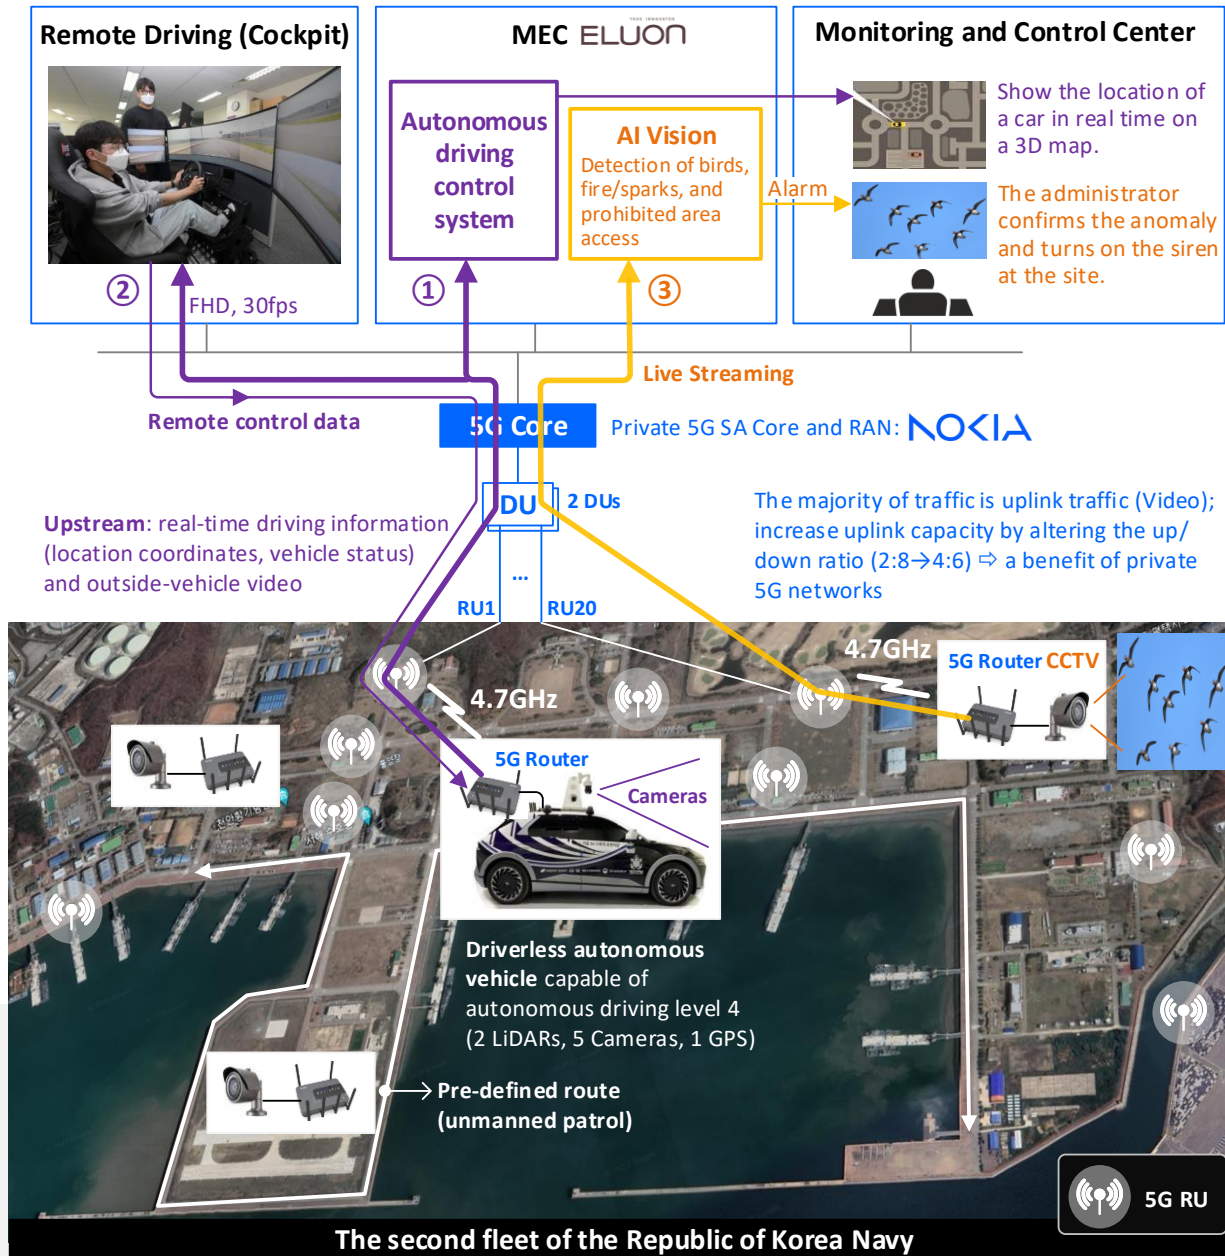 Remote Driving (Cockpit)
MEC
TRUE INNOVATOR
ELUON
Monitoring and Control Center
Autonomous
driving
control
system
AI Vision
Detection of birds,
fire/sparks, and
prohibited area
access
Alarm
Show the location of
a car in real time on
a 3D map.
The administrator
confirms the anomaly
and turns on the siren
at the site.
②
FHD, 30fps
①
③
Live Streaming
Remote control data
5G Core
Private 5G SA Core and RAN: NOKIA
DU
2 DUs
Upstream: real-time driving information
(location coordinates, vehicle status)
and outside-vehicle video
The majority of traffic is uplink traffic (Video);
increase uplink capacity by altering the up/
down ratio (2:8→4:6) ⇨ a benefit of private
5G networks
...
RU1
RU20
4.7GHz
4.7GHz
5G Router CCTV
5G Router
Cameras
Driverless autonomous
vehicle capable of
autonomous driving level 4
(2 LiDARs, 5 Cameras, 1 GPS)
Pre-defined route
(unmanned patrol)
5G RU
The second fleet of the Republic of Korea Navy